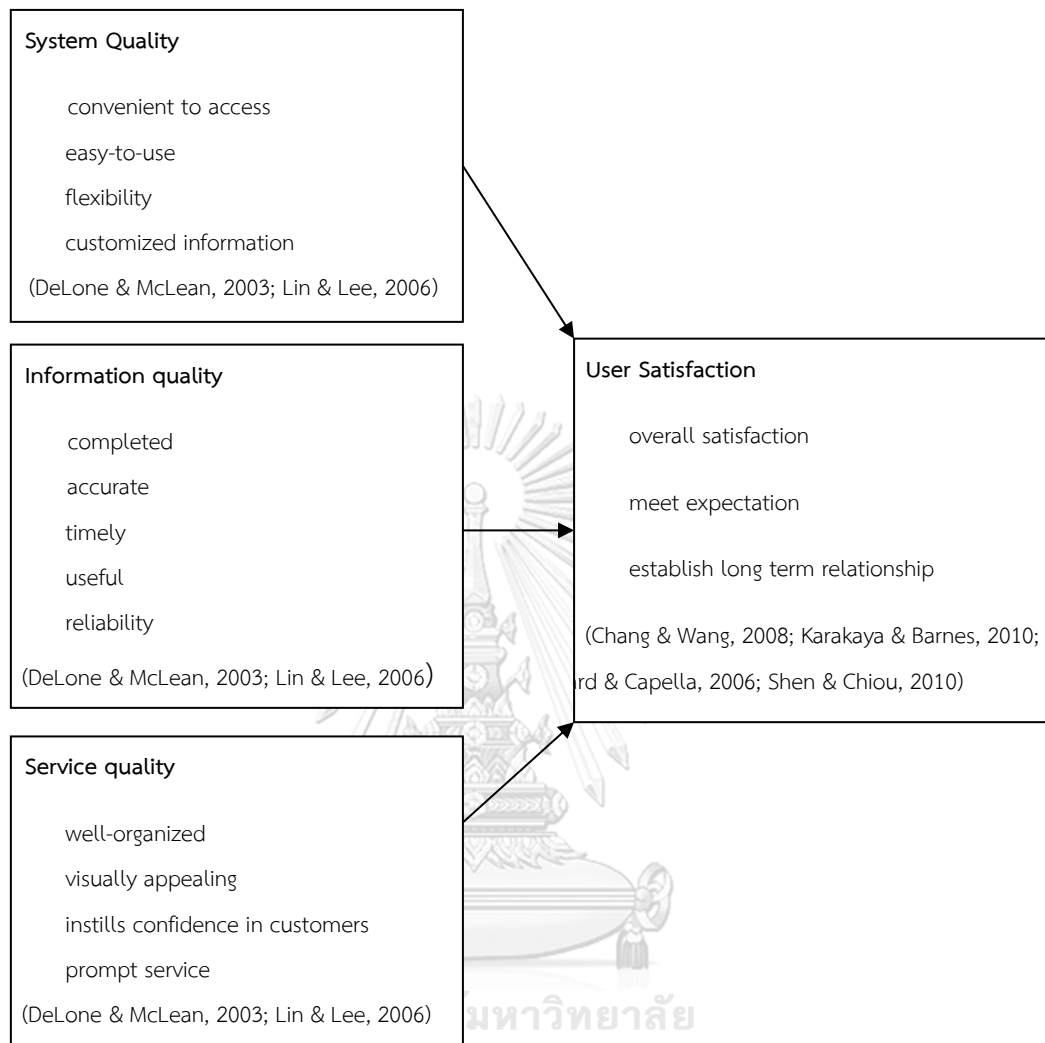 System Quality
convenient to access
easy-to-use
flexibility
customized information
(DeLone & McLean, 2003; Lin & Lee, 2006)
Information quality
completed
accurate
timely
useful
reliability
(DeLone & McLean, 2003; Lin & Lee, 2006)
Service quality
well-organized
visually appealing
instills confidence in customers
prompt service
(DeLone & McLean, 2003; Lin & Lee, 2006)
User Satisfaction
overall satisfaction
meet expectation
establish long term relationship
(Chang & Wang, 2008; Karakaya & Barnes, 2010;
& Capella, 2006; Shen & Chiou, 2010)
มหาวิทยาลัย